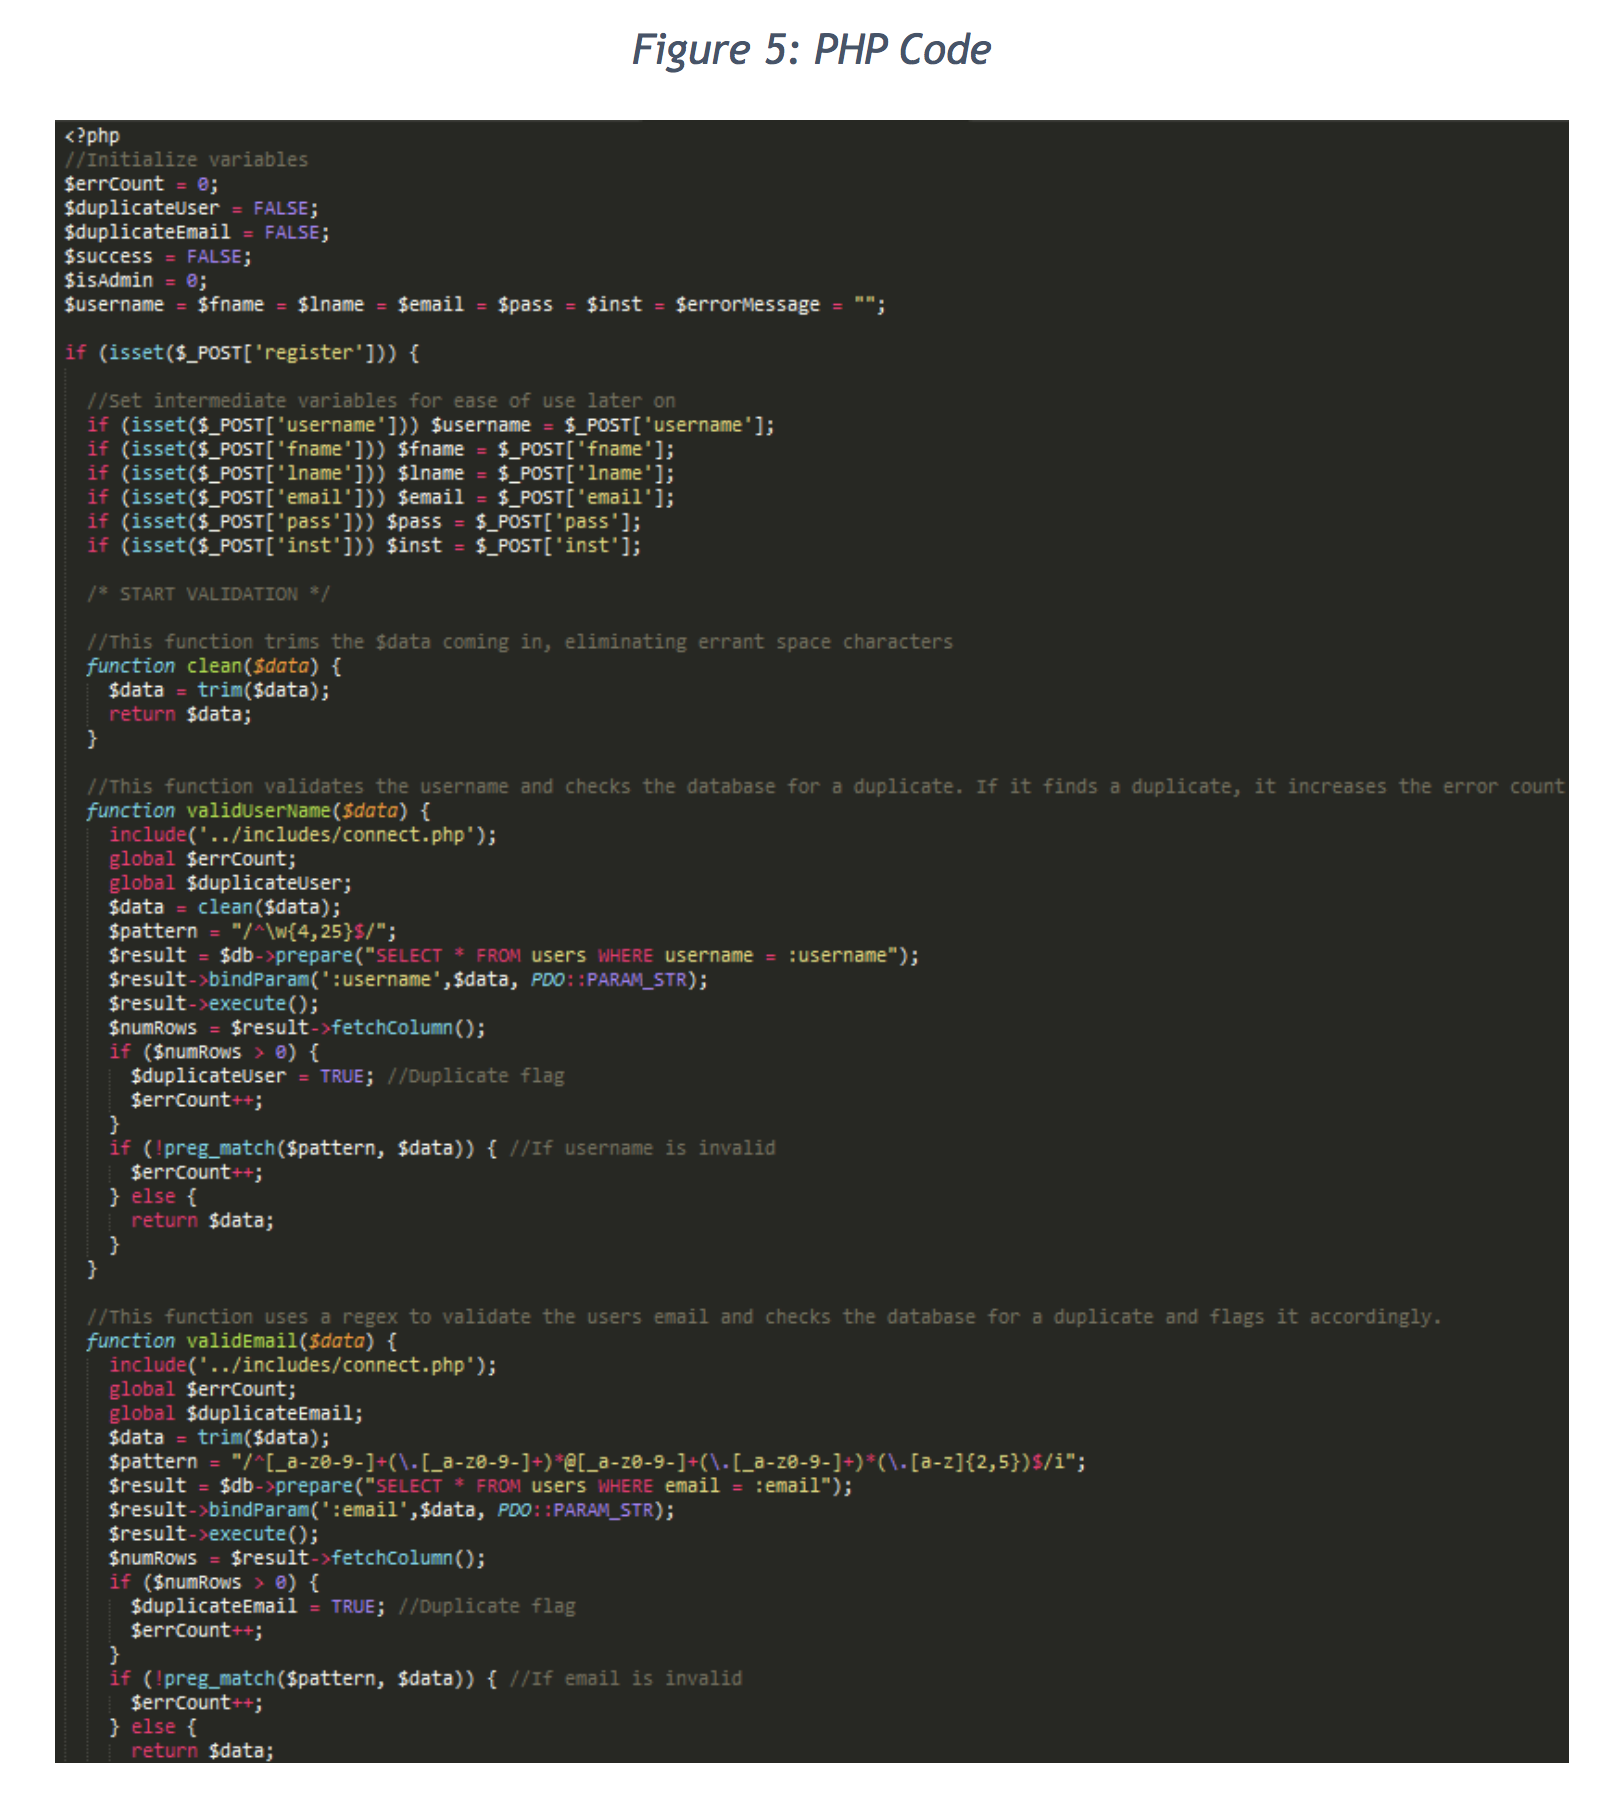 Figure 5: PHP Code
<?php
//Initialize variables
$errCount = 0;
$duplicateUser = FALSE;
$duplicateEmail = FALSE;
$success = FALSE;
$isAdmin = 0;
$username = $fname = $lname = $email = $pass = $inst = $errorMessage = "";
if (isset($_POST['register'])) {
//Set intermediate variables for ease of use later on
if (isset($_POST['username'])) $username = $_POST['username'];
if (isset($_POST['fname'])) $fname = $_POST['fname'];
if (isset($_POST['lname'])) $lname = $_POST['lname'];
if (isset($_POST['email'])) $email = $_POST['email'];
if (isset($_POST['pass'])) $pass = $_POST['pass'];
if (isset($_POST['inst'])) $inst = $_POST['inst'];
/* START VALIDATION */
//This function trims the $data coming in, eliminating errant space characters
function clean($data) {
$data = trim($data);
return $data;
}
//This function validates the username and checks the database for a duplicate. If it finds a duplicate, it increases the error count
function validUserName($data) {
include('../includes/connect.php');
global $errCount;
global $duplicateUser;
$data = clean($data);
$pattern = "/^\w{4,25}$/";
$result = $db->prepare("SELECT * FROM users WHERE username = :username");
$result->bindParam(':username',$data, PDO::PARAM_STR);
$result->execute();
$numRows = $result->fetchColumn();
if ($numRows > 0) {
$duplicateUser = TRUE; //Duplicate flag
$errCount++;
}
if (!preg_match($pattern, $data)) { //If username is invalid
$errCount++;
} else {
return $data;
}
}
//This function uses a regex to validate the users email and checks the database for a duplicate and flags it accordingly.
function validEmail($data) {
include('../includes/connect.php');
global $errCount;
global $duplicateEmail;
$data = trim($data);
$pattern = "/^[_a-z0-9-]+(\.[_a-z0-9-]+)*@[_a-z0-9-]+(\.[_a-z0-9-]+)*(\.[a-z]{2,5})$/i";
$result = $db->prepare("SELECT * FROM users WHERE email = :email");
$result->bindParam(':email',$data, PDO::PARAM_STR);
$result->execute();
$numRows = $result->fetchColumn();
if ($numRows > 0) {
$duplicateEmail = TRUE; //Duplicate flag
$errCount++;
}
if (!preg_match($pattern, $data)) { //If email is invalid
$errCount++;
} else {
return $data;